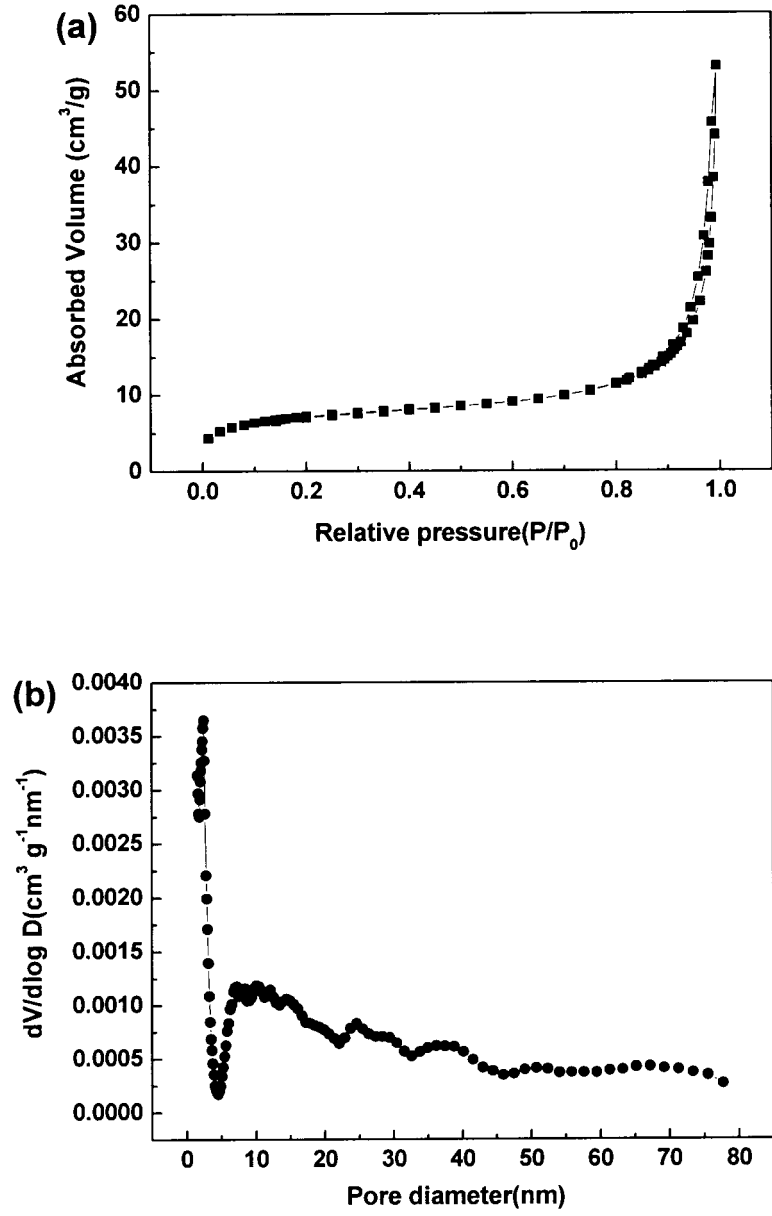 (a)
60
50
40
30
20
10
0
Absorbed Volume (cm³/g)
0.0 0.2 0.4 0.6 0.8 1.0
Relative pressure(P/P₀)
(b)
0.0040
0.0035
0.0030
0.0025
0.0020
0.0015
0.0010
0.0005
0.0000
dV/dlog D(cm³ g⁻¹nm⁻¹)
0 10 20 30 40 50 60 70 80
Pore diameter(nm)